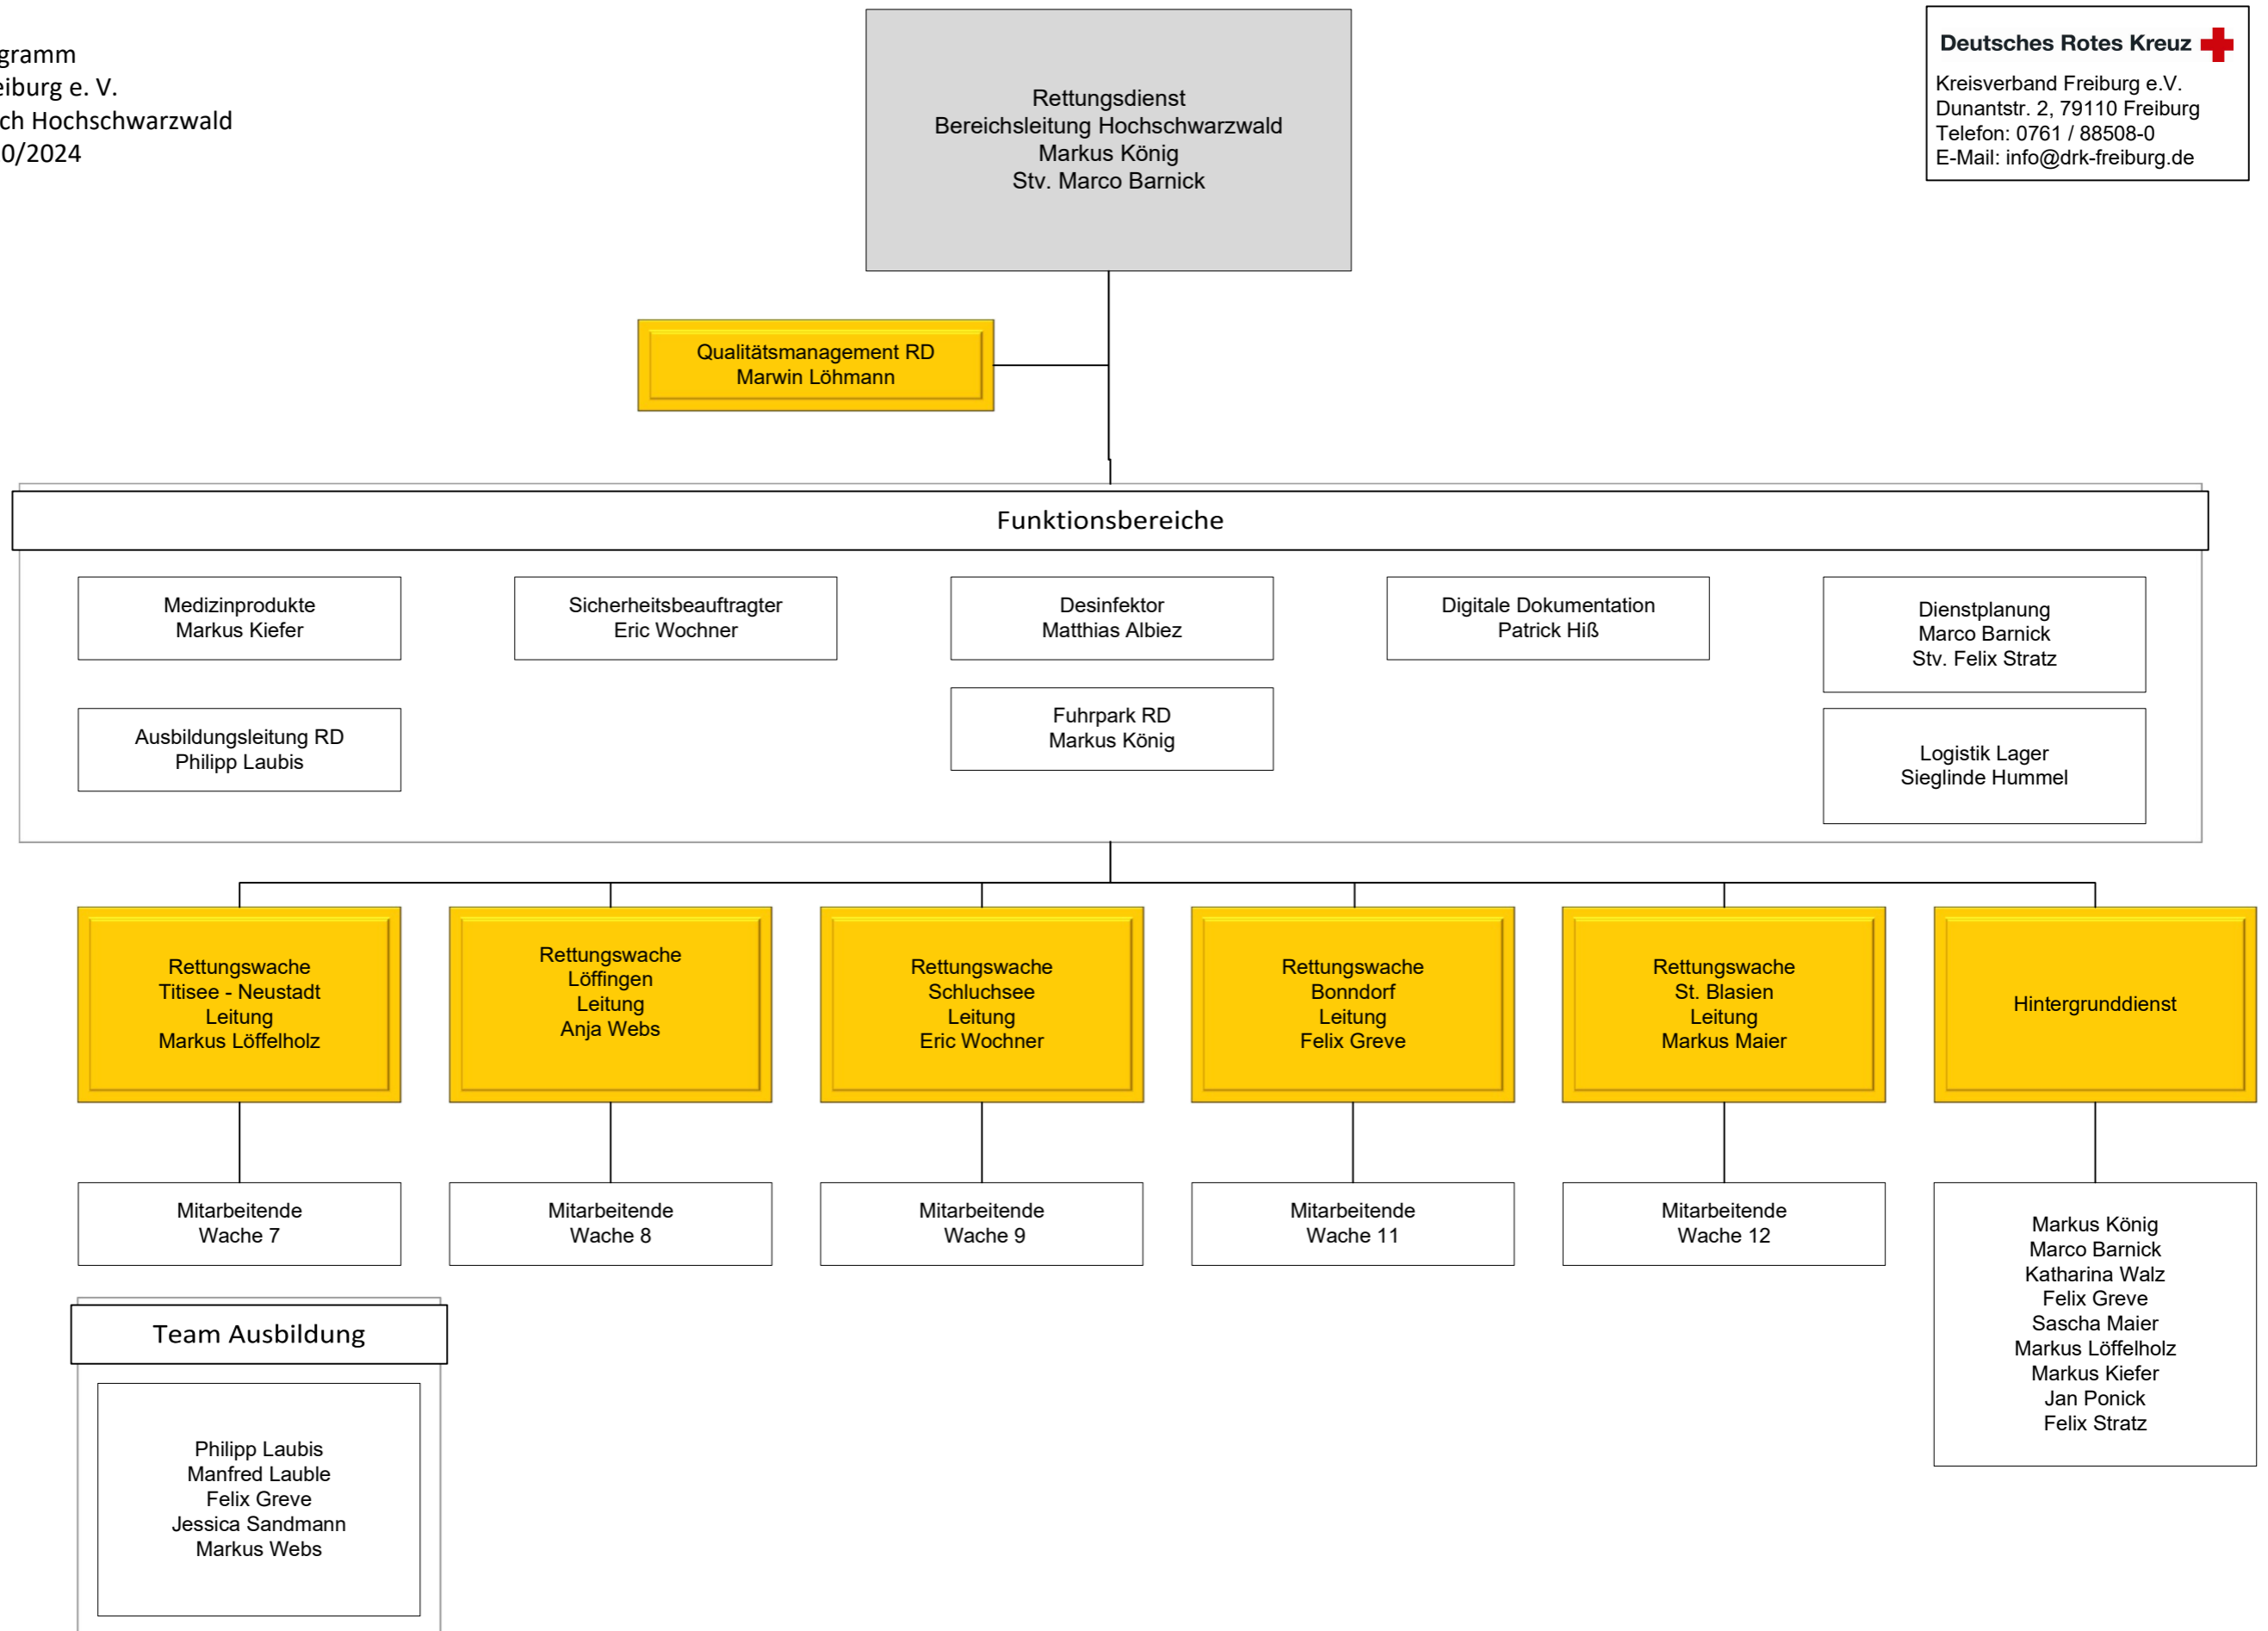 gramm
eiburg e. V.
ch Hochschwarzwald
0/2024
Rettungsdienst
Bereichsleitung Hochschwarzwald
Markus König
Stv. Marco Barnick
Deutsches Rotes Kreuz
Kreisverband Freiburg e.V.
Dunantstr. 2, 79110 Freiburg
Telefon: 0761 / 88508-0
E-Mail: info@drk-freiburg.de
Qualitätsmanagement RD
Marwin Löhmann
Funktionsbereiche
Medizinprodukte
Markus Kiefer
Sicherheitsbeauftragter
Eric Wochner
Desinfektor
Matthias Albiez
Digitale Dokumentation
Patrick Hiß
Dienstplanung
Marco Barnick
Stv. Felix Stratz
Ausbildungsleitung RD
Philipp Laubis
Fuhrpark RD
Markus König
Logistik Lager
Sieglinde Hummel
Rettungswache
Titisee - Neustadt
Leitung
Markus Löffelholz
Rettungswache
Löffingen
Leitung
Anja Webs
Rettungswache
Schluchsee
Leitung
Eric Wochner
Rettungswache
Bonndorf
Leitung
Felix Greve
Rettungswache
St. Blasien
Leitung
Markus Maier
Hintergrunddienst
Mitarbeitende
Wache 7
Mitarbeitende
Wache 8
Mitarbeitende
Wache 9
Mitarbeitende
Wache 11
Mitarbeitende
Wache 12
Markus König
Marco Barnick
Katharina Walz
Felix Greve
Sascha Maier
Markus Löffelholz
Markus Kiefer
Jan Ponick
Felix Stratz
Team Ausbildung
Philipp Laubis
Manfred Lauble
Felix Greve
Jessica Sandmann
Markus Webs